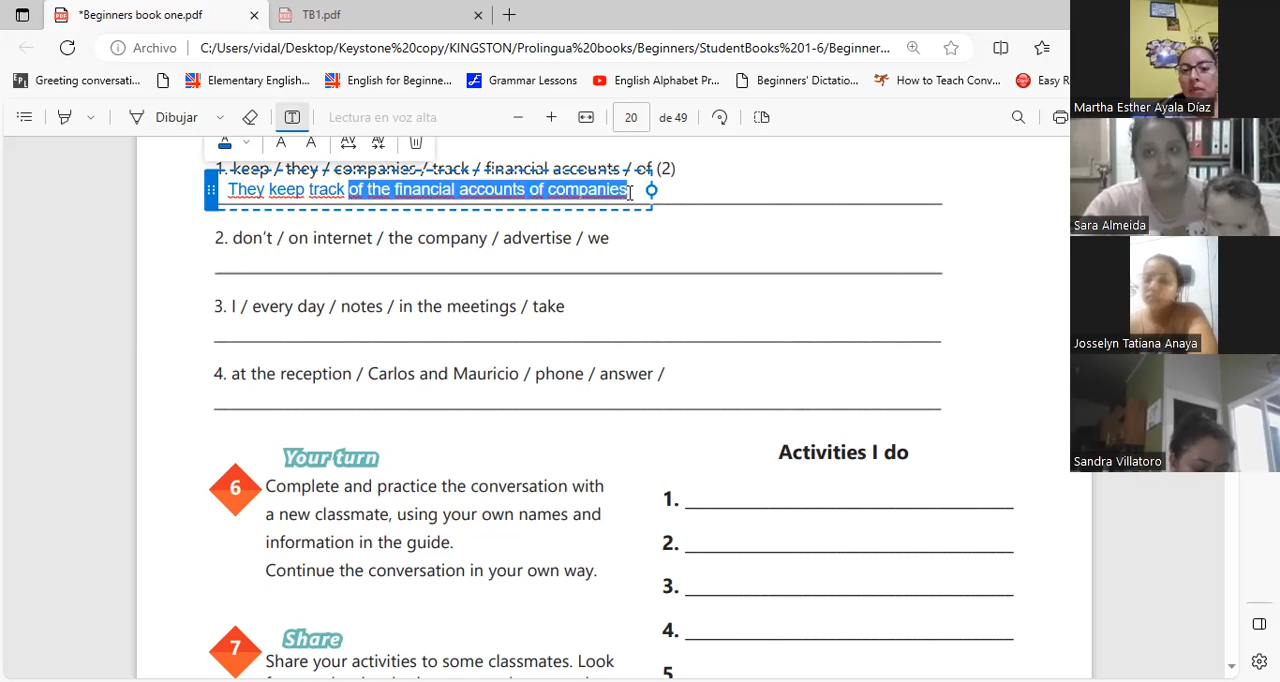 *Beginners book one.pdf
TB1.pdf
Archivo
C:/Users/vidal/Desktop/Keystone%20copy/KINGSTON/Prolingua%20books/Beginners/StudentBooks%201-6/Beginner...
Greeting conversati...
Elementary English...
English for Beginne...
Grammar Lessons
English Alphabet Pr...
Beginners' Dictatio...
How to Teach Conv...
Easy R
Dibujar
Lectura en voz alta
20
de 49
1. keep / they / companies / track / financial accounts / of (2)
They keep track of the financial accounts of companies
2. don't / on internet / the company / advertise / we
3. I / every day / notes / in the meetings / take
4. at the reception / Carlos and Mauricio / phone / answer /
6
Your turn
Complete and practice the conversation with
a new classmate, using your own names and
information in the guide.
Continue the conversation in your own way.
Activities I do
1.
2.
3.
4.
5
7
Share
Share your activities to some classmates. Look
Martha Esther Ayala Díaz
Sara Almeida
Josselyn Tatiana Anaya
Sandra Villatoro